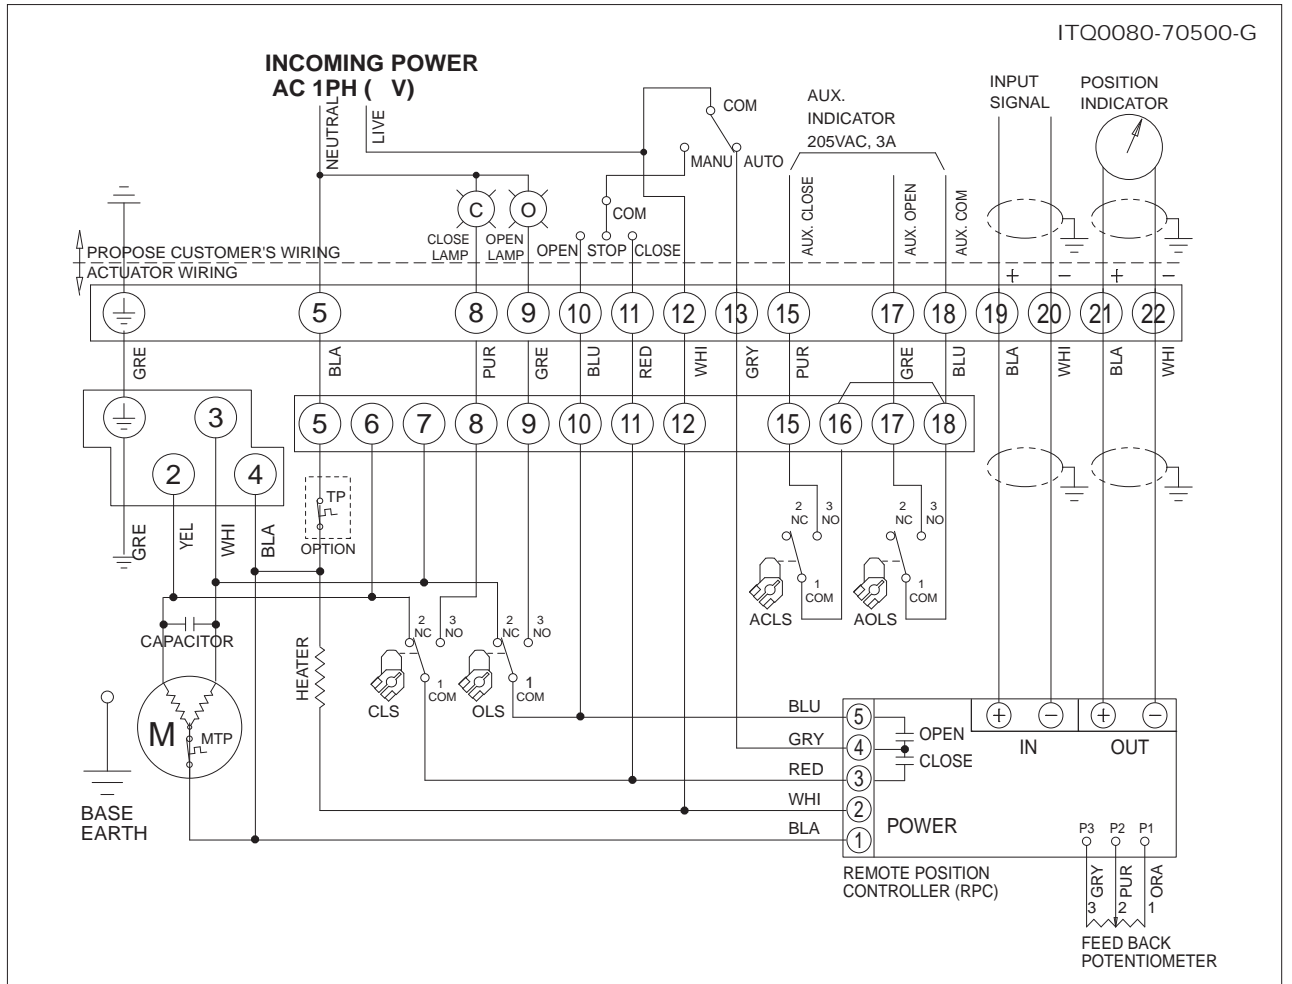 ITQ0080-70500-G
INCOMING POWER
AC 1PH (   V)
NEUTRAL
LIVE
COM
MANU
AUTO
AUX.
INDICATOR
205VAC, 3A
INPUT
SIGNAL
POSITION
INDICATOR
C
O
CLOSE
LAMP
OPEN
LAMP
COM
OPEN
STOP
CLOSE
AUX. CLOSE
AUX. OPEN
AUX. COM
PROPOSE CUSTOMER'S WIRING
ACTUATOR WIRING
+
−
+
−
5
8
9
10
11
12
13
15
17
18
19
20
21
22
GRE
BLA
PUR
GRE
BLU
RED
WHI
GRY
PUR
GRE
BLU
BLA
WHI
BLA
WHI
3
2
4
5
6
7
8
9
10
11
12
15
16
17
18
GRE
YEL
WHI
BLA
TP
OPTION
2
NC
3
NO
1
COM
ACLS
2
NC
3
NO
1
COM
AOLS
CAPACITOR
HEATER
2
NC
3
NO
1
COM
CLS
2
NC
3
NO
1
COM
OLS
M
MTP
BASE
EARTH
BLU
GRY
RED
WHI
BLA
5
4
3
2
1
OPEN
CLOSE
POWER
+
−
+
−
IN
OUT
P3
P2
P1
REMOTE POSITION
CONTROLLER (RPC)
GRY
PUR
ORA
3
2
1
FEED BACK
POTENTIOMETER